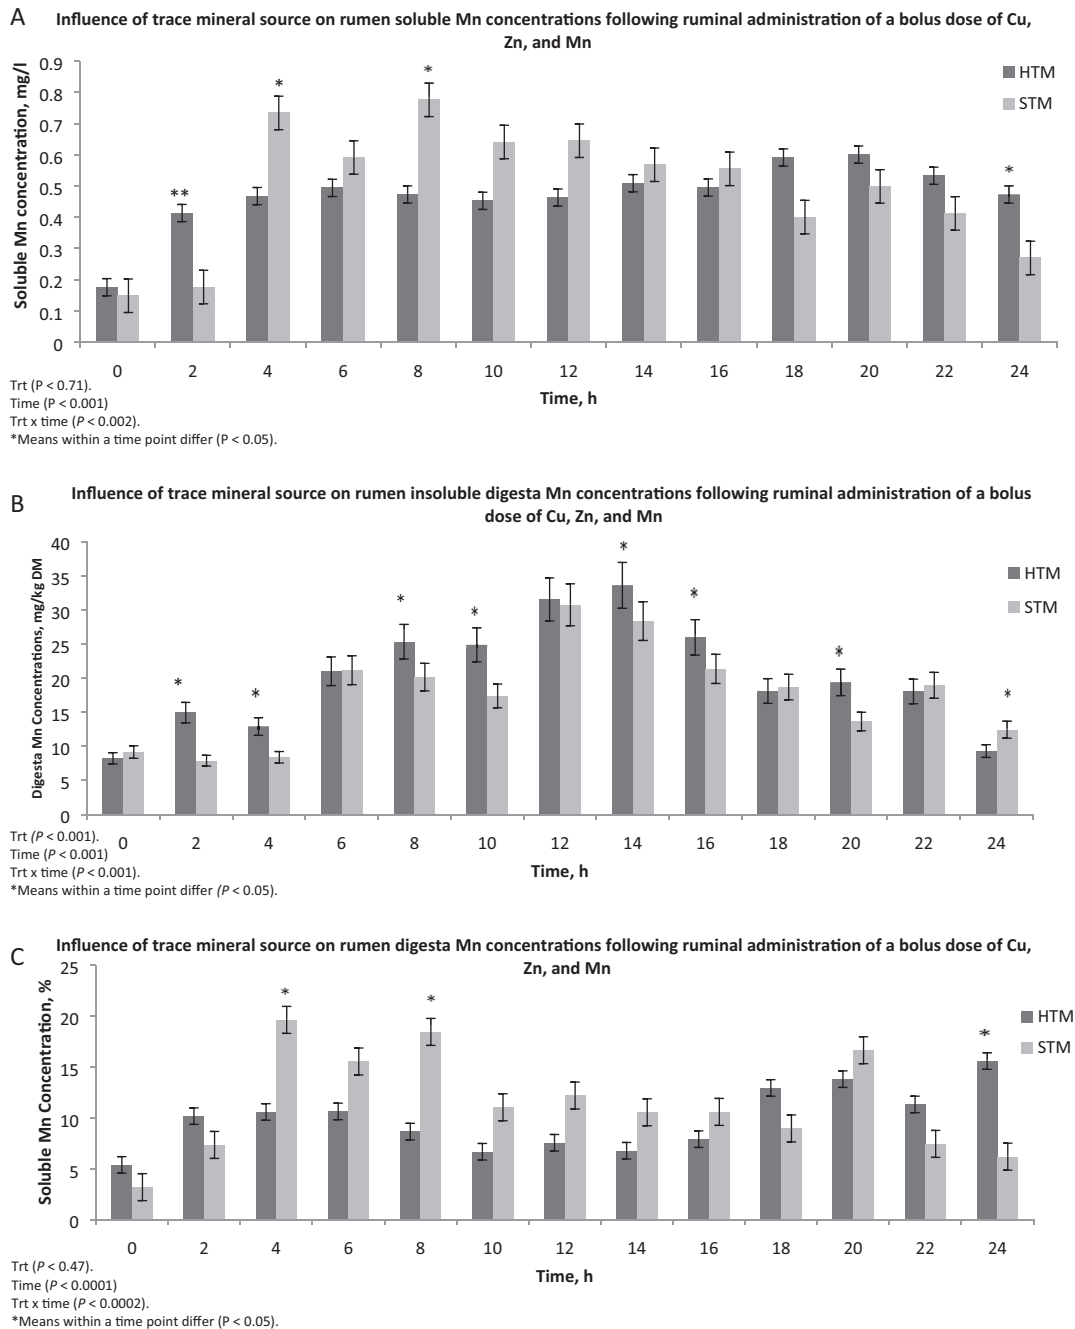 A
Influence of trace mineral source on rumen soluble Mn concentrations following ruminal administration of a bolus dose of Cu,
Zn, and Mn
Soluble Mn concentration, mg/l
0.9
0.8
0.7
0.6
0.5
0.4
0.3
0.2
0.1
0
**
*
*
*
HTM
STM
0 2 4 6 8 10 12 14 16 18 20 22 24
Time, h
Trt (P < 0.71).
Time (P < 0.001)
Trt x time (P < 0.002).
*Means within a time point differ (P < 0.05).
B
Influence of trace mineral source on rumen insoluble digesta Mn concentrations following ruminal administration of a bolus
dose of Cu, Zn, and Mn
Digesta Mn Concentrations, mg/kg DM
40
35
30
25
20
15
10
5
0
*
*
*
*
*
*
*
*
HTM
STM
0 2 4 6 8 10 12 14 16 18 20 22 24
Time, h
Trt (P < 0.001).
Time (P < 0.001)
Trt x time (P < 0.001).
*Means within a time point differ (P < 0.05).
C
Influence of trace mineral source on rumen digesta Mn concentrations following ruminal administration of a bolus dose of Cu,
Zn, and Mn
Soluble Mn Concentration, %
25
20
15
10
5
0
*
*
*
HTM
STM
0 2 4 6 8 10 12 14 16 18 20 22 24
Time, h
Trt (P < 0.47).
Time (P < 0.0001)
Trt x time (P < 0.0002).
*Means within a time point differ (P < 0.05).